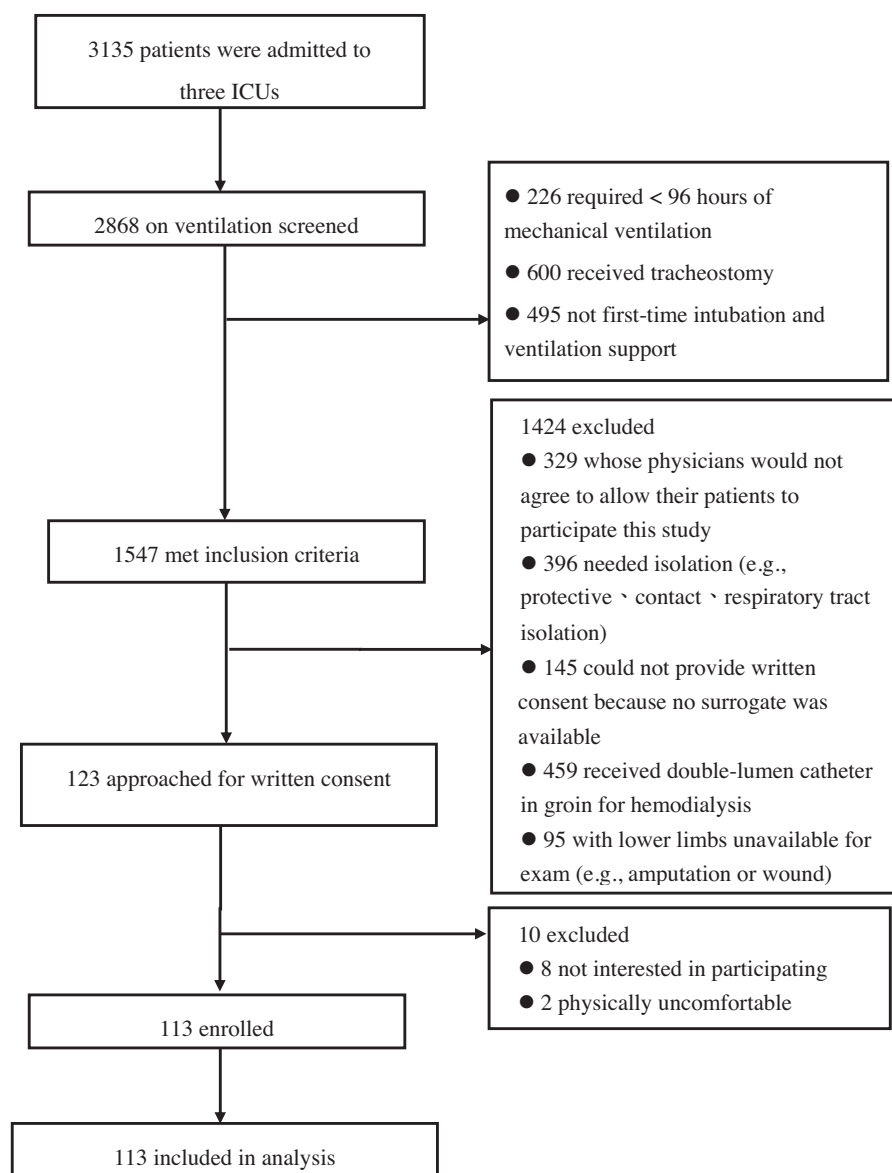 3135 patients were admitted to
three ICUs
2868 on ventilation screened
● 226 required < 96 hours of
mechanical ventilation
● 600 received tracheostomy
● 495 not first-time intubation and
ventilation support
1547 met inclusion criteria
1424 excluded
● 329 whose physicians would not
agree to allow their patients to
participate this study
● 396 needed isolation (e.g.,
protective、contact、respiratory tract
isolation)
● 145 could not provide written
consent because no surrogate was
available
● 459 received double-lumen catheter
in groin for hemodialysis
● 95 with lower limbs unavailable for
exam (e.g., amputation or wound)
123 approached for written consent
10 excluded
● 8 not interested in participating
● 2 physically uncomfortable
113 enrolled
113 included in analysis